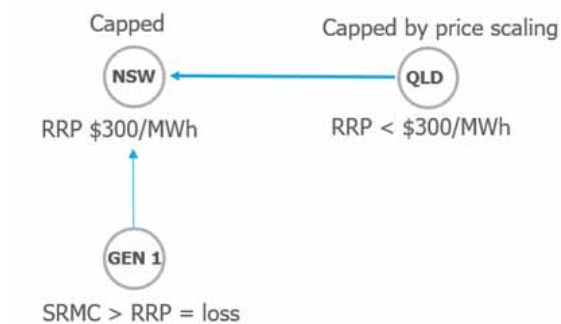 Capped
Capped by price scaling
NSW
QLD
RRP $300/MWh
RRP < $300/MWh
GEN 1
SRMC > RRP = loss